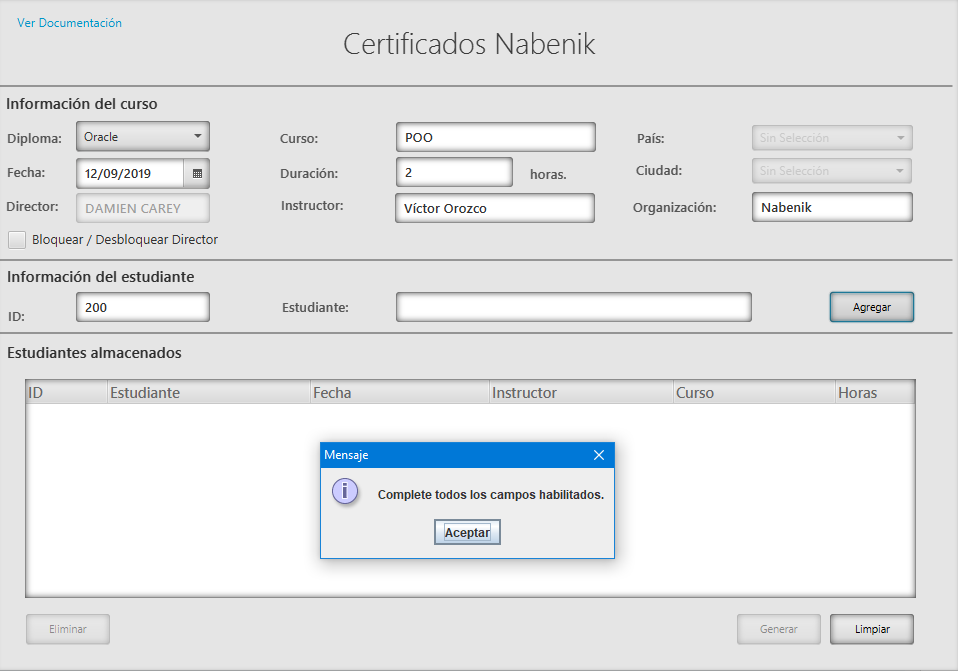 Ver Documentación
Certificados Nabenik
Información del curso
Diploma: Oracle Curso: POO País: Sin Selección
Fecha: 12/09/2019 Duración: 2 horas. Ciudad: Sin Selección
Director: DAMIEN CAREY Instructor: Víctor Orozco Organización: Nabenik
Bloquear / Desbloquear Director
Información del estudiante
ID: 200 Estudiante: Agregar
Estudiantes almacenados
ID Estudiante Fecha Instructor Curso Horas
Mensaje
Complete todos los campos habilitados.
Aceptar
Eliminar Generar Limpiar